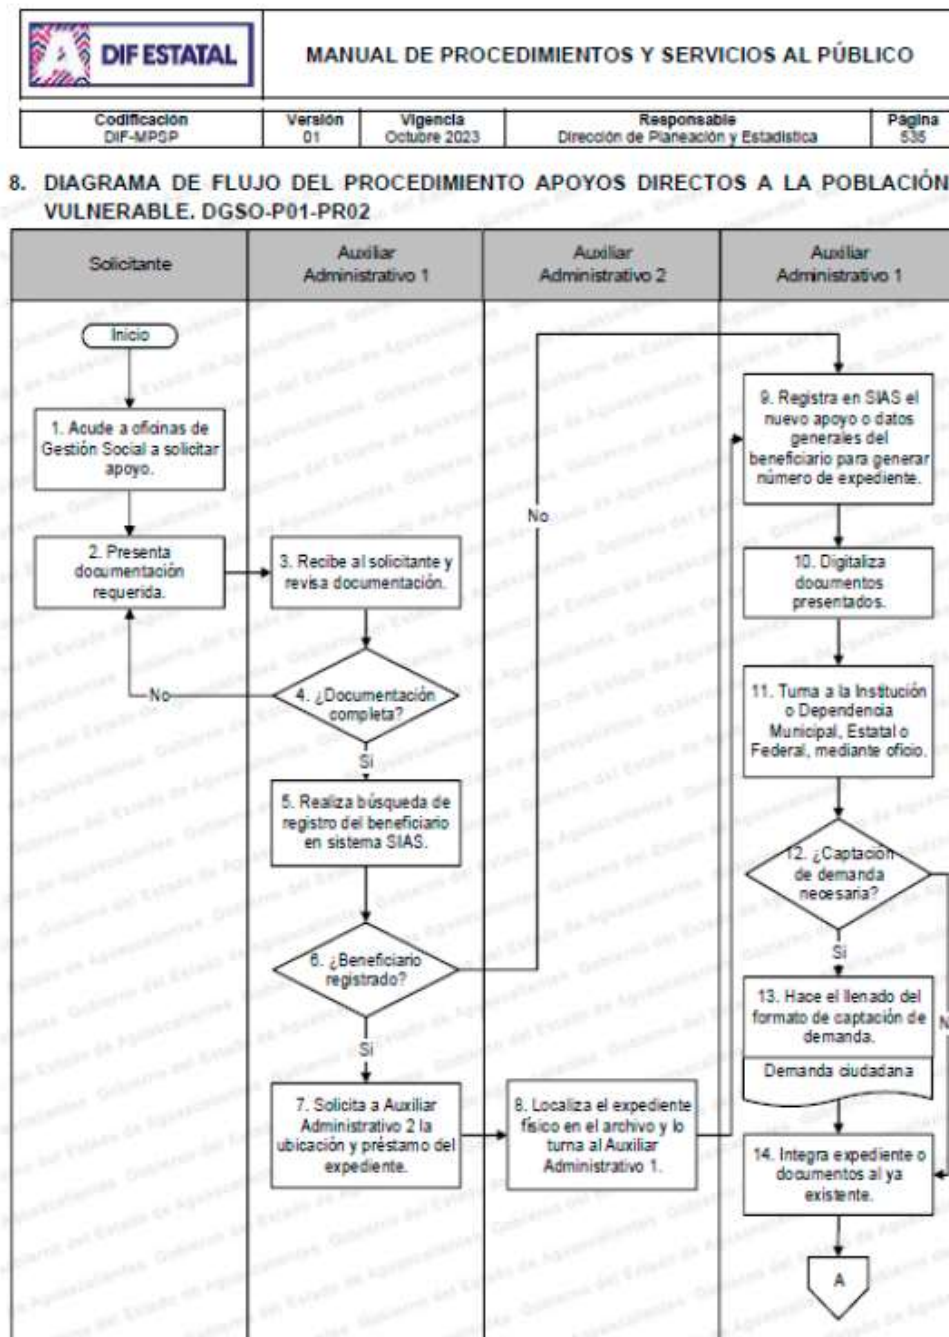 DIF ESTATAL
MANUAL DE PROCEDIMIENTOS Y SERVICIOS AL PÚBLICO
Codificación
DIF-MPSP
Versión
01
Vigencia
Octubre 2023
Responsable
Dirección de Planeación y Estadística
Página
535
8. DIAGRAMA DE FLUJO DEL PROCEDIMIENTO APOYOS DIRECTOS A LA POBLACIÓN
VULNERABLE. DGSO-P01-PR02
Solicitante
Auxiliar
Administrativo 1
Auxiliar
Administrativo 2
Auxiliar
Administrativo 1
Inicio
1. Acude a oficinas de
Gestión Social a solicitar
apoyo.
2. Presenta
documentación
requerida.
3. Recibe al solicitante y
revisa documentación.
4. ¿Documentación
completa?
No
Si
5. Realiza búsqueda de
registro del beneficiario
en sistema SIAS.
6. ¿Beneficiario
registrado?
No
Si
7. Solicita a Auxiliar
Administrativo 2 la
ubicación y préstamo del
expediente.
8. Localiza el expediente
físico en el archivo y lo
turna al Auxiliar
Administrativo 1.
9. Registra en SIAS el
nuevo apoyo o datos
generales del
beneficiario para generar
número de expediente.
10. Digitaliza
documentos
presentados.
11. Turna a la Institución
o Dependencia
Municipal, Estatal o
Federal, mediante oficio.
12. ¿Captación
de demanda
necesaria?
Si
13. Hace el llenado del
formato de captación de
demanda.
Demanda ciudadana
14. Integra expediente o
documentos al ya
existente.
A